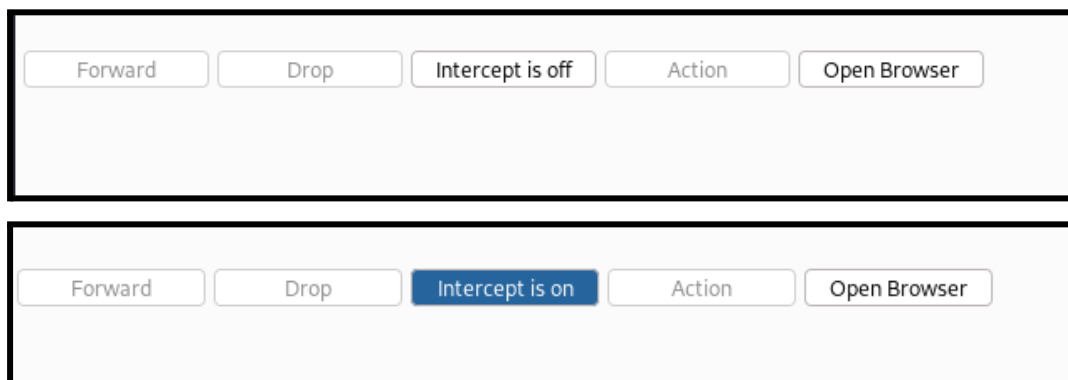 Forward Drop Intercept is off Action Open Browser
Forward Drop Intercept is on Action Open Browser